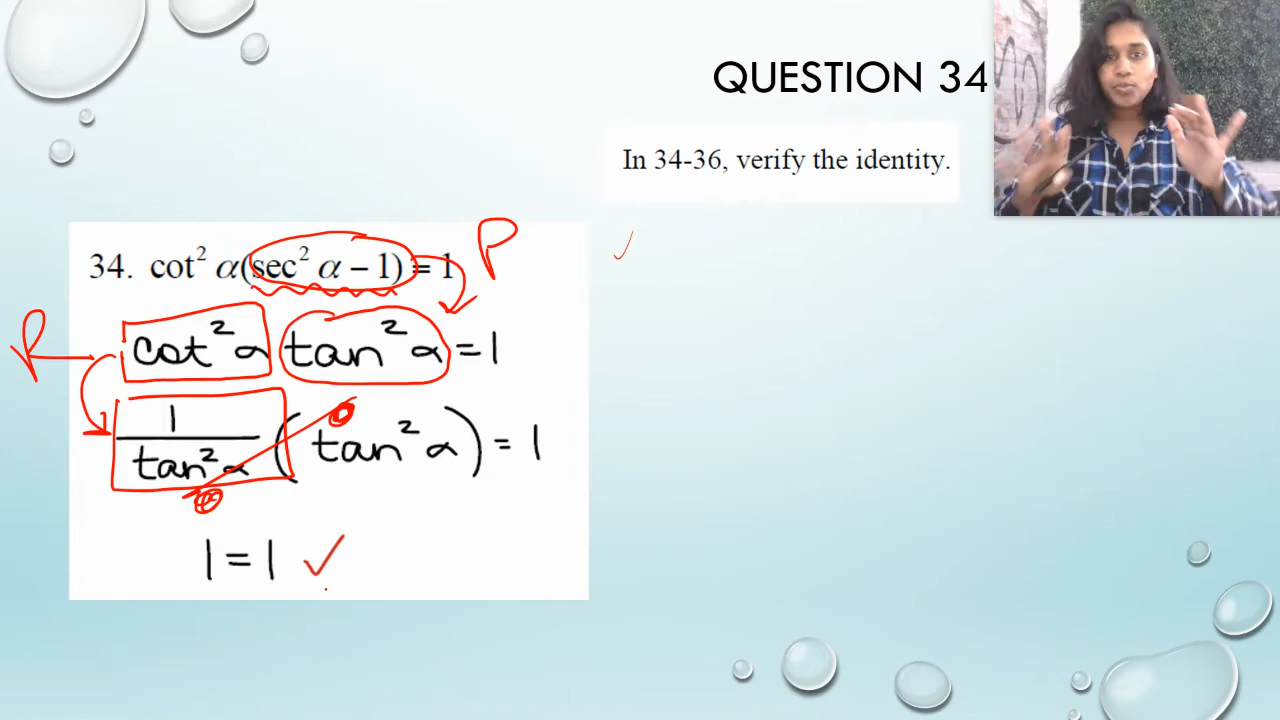 QUESTION 34
In 34-36, verify the identity.
34. cot² α(sec² α – 1) = 1
P
R
cot² α tan² α = 1
1
tan² α
(tan² α) = 1
1 = 1 ✓